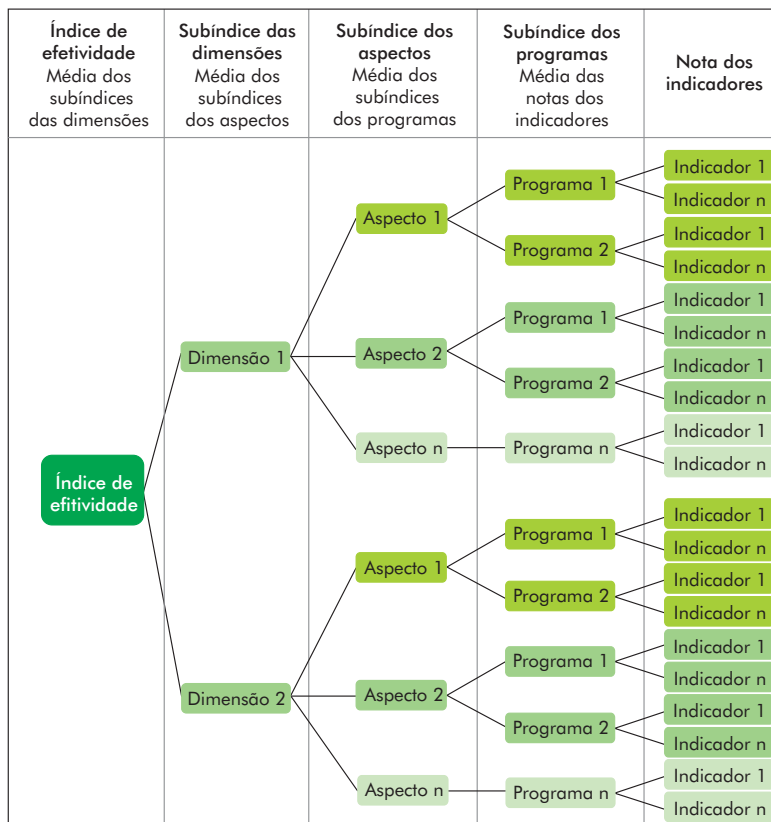 Índice de
efetividade
Média dos
subíndices
das dimensões
Subíndice das
dimensões
Média dos
subíndices
dos aspectos
Subíndice dos
aspectos
Média dos
subíndices
dos programas
Subíndice dos
programas
Média das
notas dos
indicadores
Nota dos
indicadores
Índice de
efitividade
Dimensão 1
Aspecto 1
Programa 1
Indicador 1
Indicador n
Programa 2
Indicador 1
Indicador n
Aspecto 2
Programa 1
Indicador 1
Indicador n
Programa 2
Indicador 1
Indicador n
Aspecto n
Programa n
Indicador 1
Indicador n
Dimensão 2
Aspecto 1
Programa 1
Indicador 1
Indicador n
Programa 2
Indicador 1
Indicador n
Aspecto 2
Programa 1
Indicador 1
Indicador n
Programa 2
Indicador 1
Indicador n
Aspecto n
Programa n
Indicador 1
Indicador n